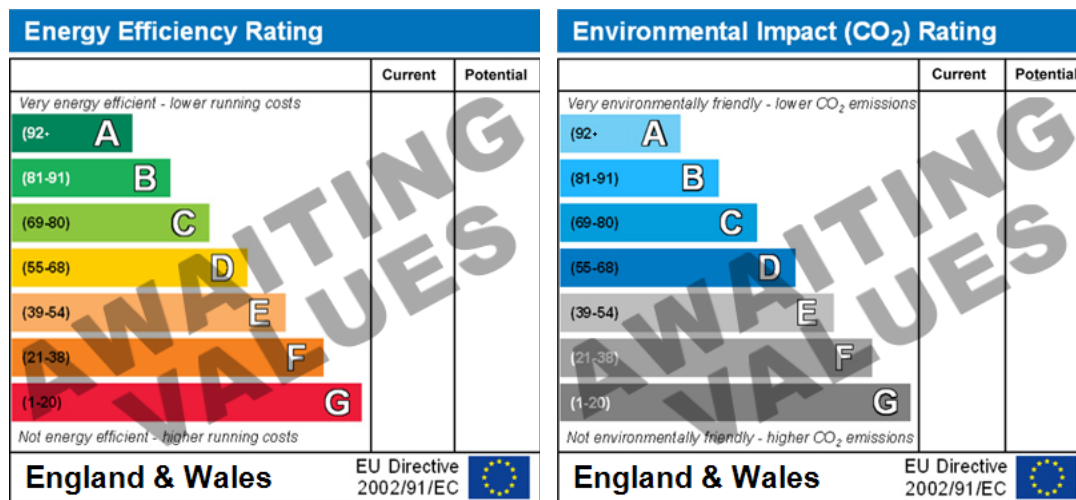 Energy Efficiency Rating
Current Potential
Very energy efficient - lower running costs
(92+ A
(81-91) B
(69-80) C
(55-68) D
(39-54) E
(21-38) F
(1-20) G
Not energy efficient - higher running costs
AWAITING
VALUES
England & Wales
EU Directive
2002/91/EC
Environmental Impact (CO₂) Rating
Current Potential
Very environmentally friendly - lower CO₂ emissions
(92+ A
(81-91) B
(69-80) C
(55-68) D
(39-54) E
(21-38) F
(1-20) G
Not environmentally friendly - higher CO₂ emissions
AWAITING
VALUES
England & Wales
EU Directive
2002/91/EC